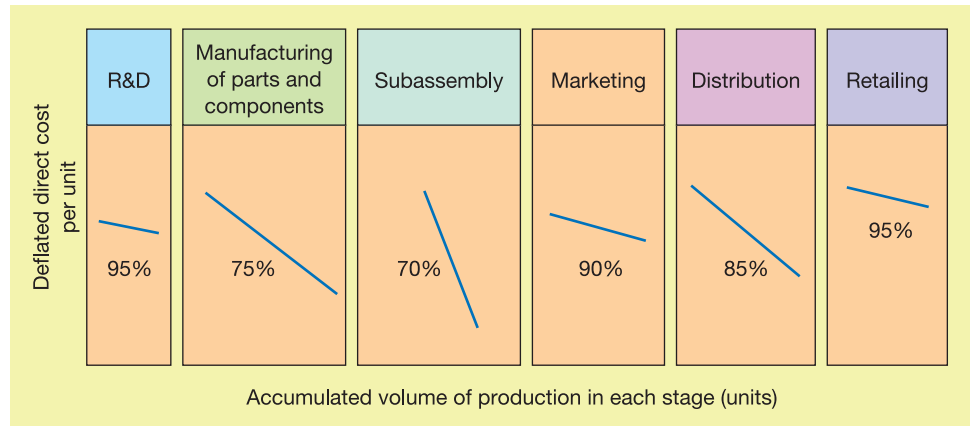 R&D
Manufacturing
of parts and
components
Subassembly
Marketing
Distribution
Retailing
Deflated direct cost
per unit
95%
75%
70%
90%
85%
95%
Accumulated volume of production in each stage (units)